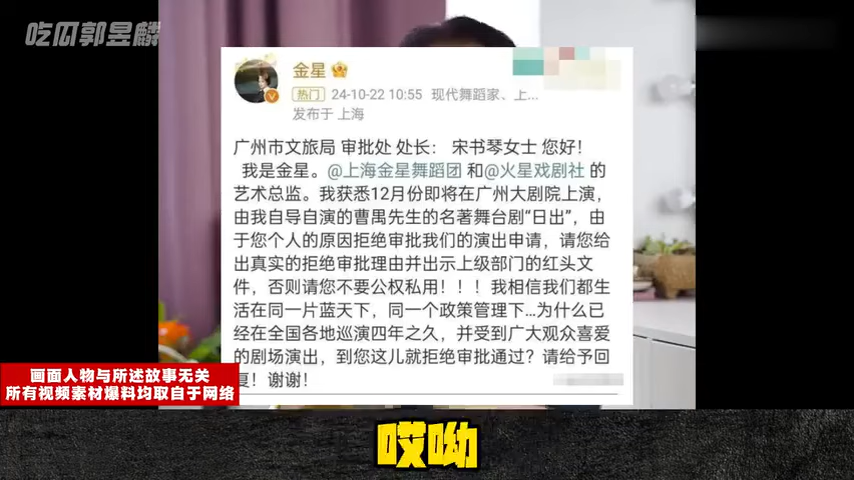 吃瓜郭昱麟
金星
热门 24-10-22 10:55 现代舞蹈家、上...
发布于 上海
广州市文旅局 审批处 处长： 宋书琴女士 您好！
我是金星。@上海金星舞蹈团 和@火星戏剧社 的
艺术总监。我获悉12月份即将在广州大剧院上演，
由我自导自演的曹禺先生的名著舞台剧“日出”，由
于您个人的原因拒绝审批我们的演出申请，请您给
出真实的拒绝审批理由并出示上级部门的红头文
件，否则请您不要公权私用！！！我相信我们都生
活在同一片蓝天下，同一个政策管理下...为什么已
经在全国各地巡演四年之久，并受到广大观众喜爱
的剧场演出，到您这儿就拒绝审批通过？请给予回
复！谢谢！
画面人物与所述故事无关
所有视频素材爆料均取自于网络
哎呦